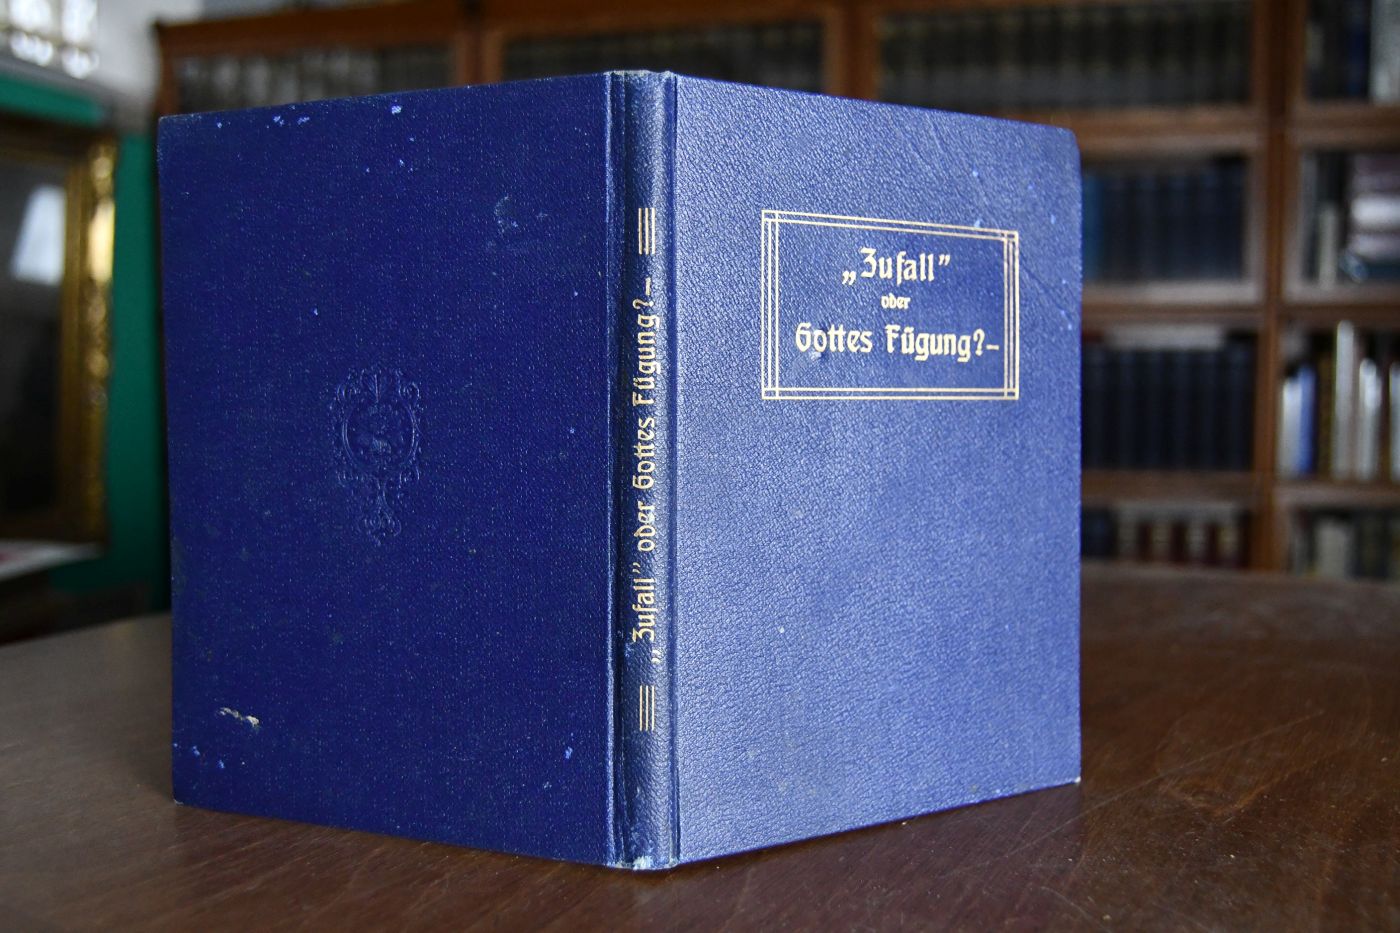 „Zufall” oder Gottes Fügung?–
„Zufall”
oder
Gottes Fügung?–